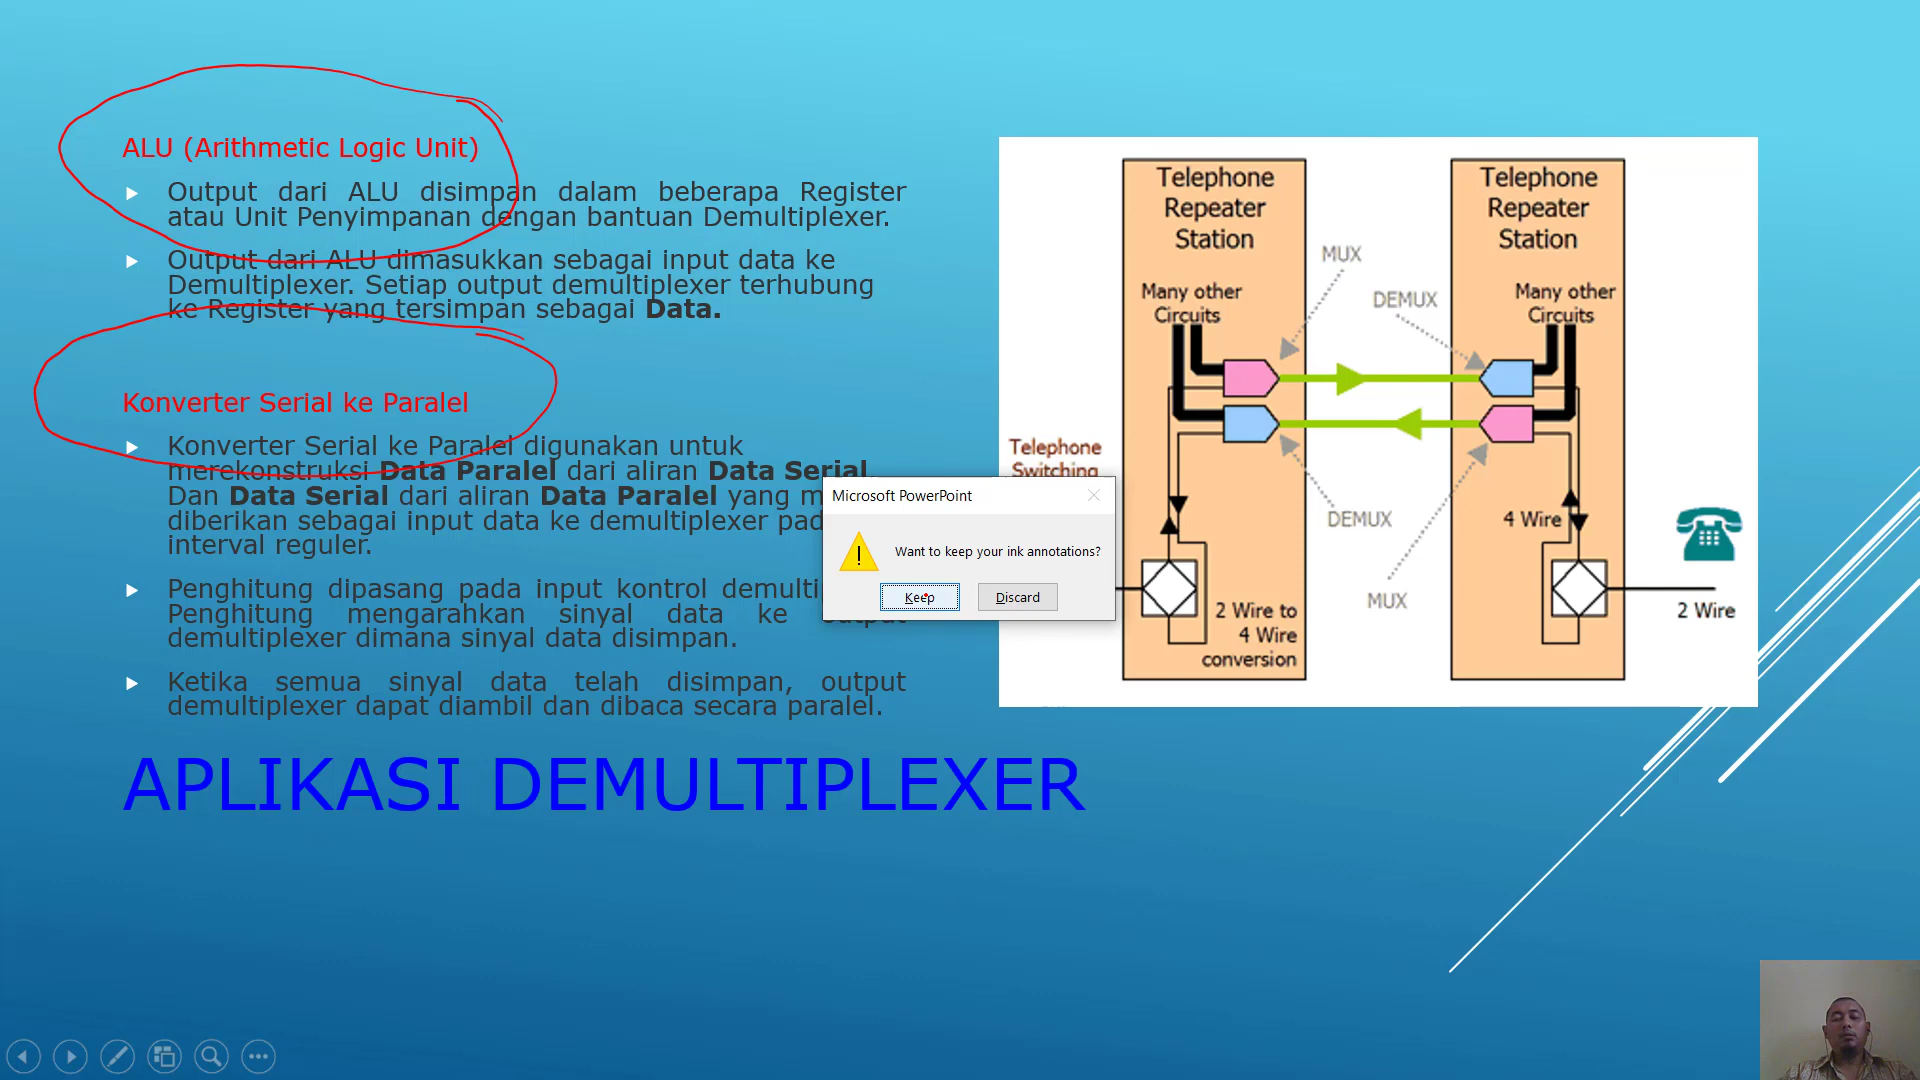 ALU (Arithmetic Logic Unit)
Output dari ALU disimpan dalam beberapa Register
atau Unit Penyimpanan dengan bantuan Demultiplexer.
Output dari ALU dimasukkan sebagai input data ke
Demultiplexer. Setiap output demultiplexer terhubung
ke Register yang tersimpan sebagai Data.
Konverter Serial ke Paralel
Konverter Serial ke Paralel digunakan untuk
merekonstruksi Data Paralel dari aliran Data Serial
Dan Data Serial dari aliran Data Paralel yang
diberikan sebagai input data ke demultiplexer
interval reguler.
Penghitung dipasang pada input kontrol
Penghitung mengarahkan sinyal data ke output
demultiplexer dimana sinyal data disimpan.
Ketika semua sinyal data telah disimpan, output
demultiplexer dapat diambil dan dibaca secara paralel.
APLIKASI DEMULTIPLEXER
Telephone
Repeater
Station
Many other
Circuits
MUX
DEMUX
Telephone
Repeater
Station
Many other
Circuits
Telephone
Switching
DEMUX
MUX
4 Wire
2 Wire
2 Wire to
4 Wire
conversion
Microsoft PowerPoint
Want to keep your ink annotations?
Keep
Discard